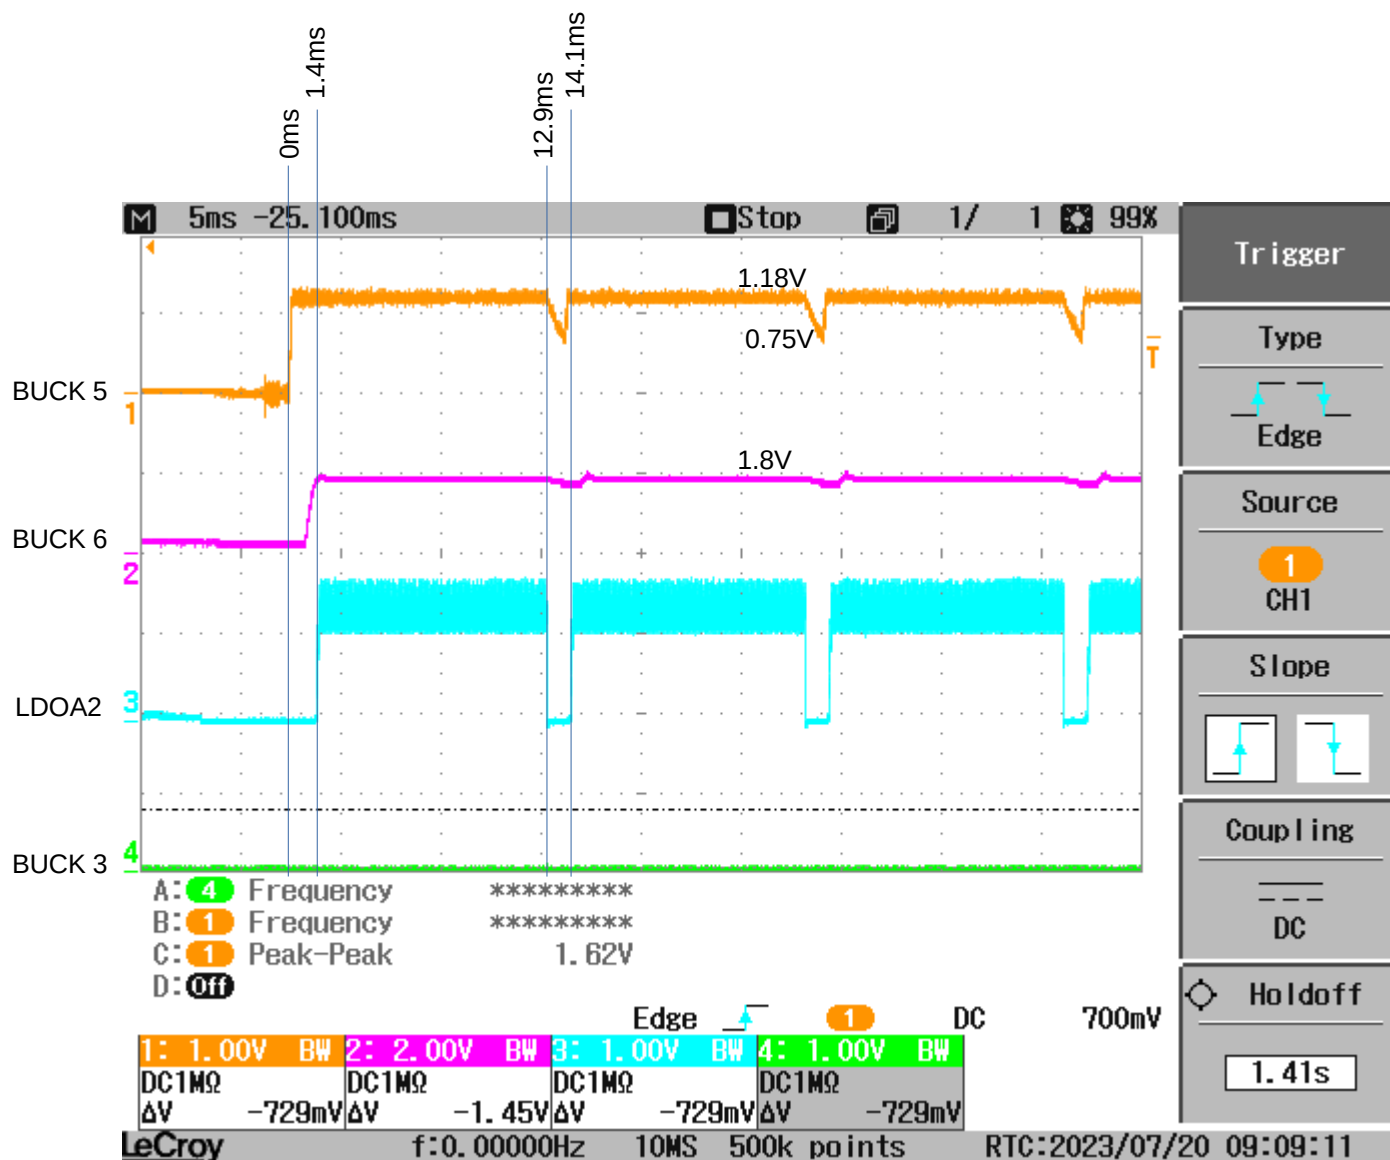 0ms
1.4ms
12.9ms
14.1ms
M 5ms -25.100ms Stop 1/ 1 99%
Trigger
1.18V
Type
0.75V
T
Edge
BUCK 5
1
1.8V
Source
1
CH1
BUCK 6
2
Slope
LDOA2
3
Coupling
DC
BUCK 3
4
A: 4 Frequency *********
B: 1 Frequency *********
C: 1 Peak-Peak 1.62V
D: Off
Holdoff
1.41s
Edge 1 DC 700mV
1: 1.00V BW 2: 2.00V BW 3: 1.00V BW 4: 1.00V BW
DC1MΩ DC1MΩ DC1MΩ DC1MΩ
ΔV -729mV ΔV -1.45V ΔV -729mV ΔV -729mV
LeCroy f:0.00000Hz 10MS 500k points RTC:2023/07/20 09:09:11